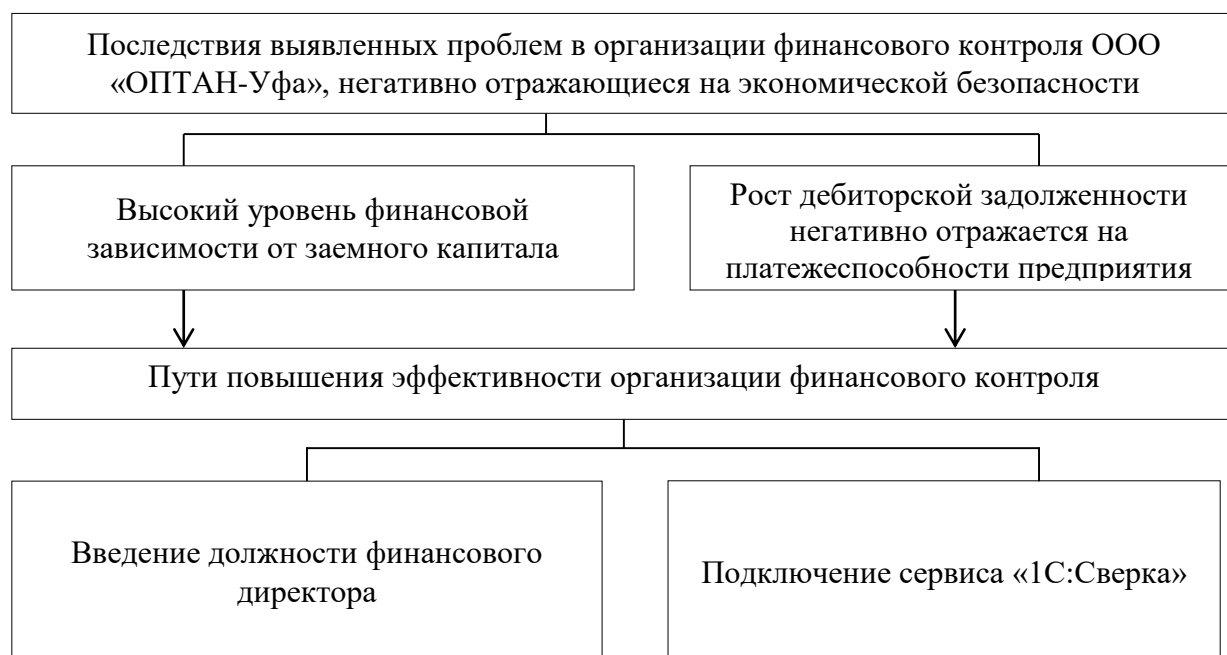 Последствия выявленных проблем в организации финансового контроля ООО
«ОПТАН-Уфа», негативно отражающиеся на экономической безопасности
Высокий уровень финансовой
зависимости от заемного капитала
Рост дебиторской задолженности
негативно отражается на
платежеспособности предприятия
Пути повышения эффективности организации финансового контроля
Введение должности финансового
директора
Подключение сервиса «1С:Сверка»